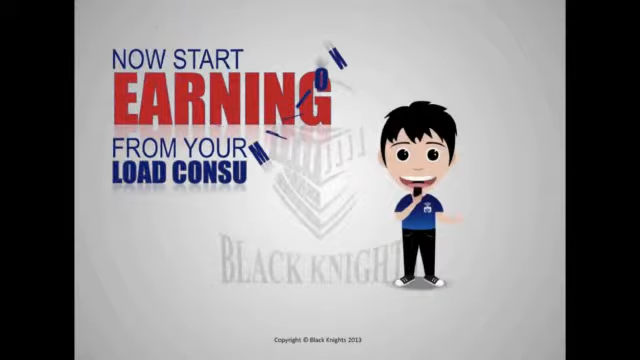 NOW START
EARNING
FROM YOUR
LOAD CONSU
M
O
N
BLACK KNIGHT
Copyright © Black Knights 2013